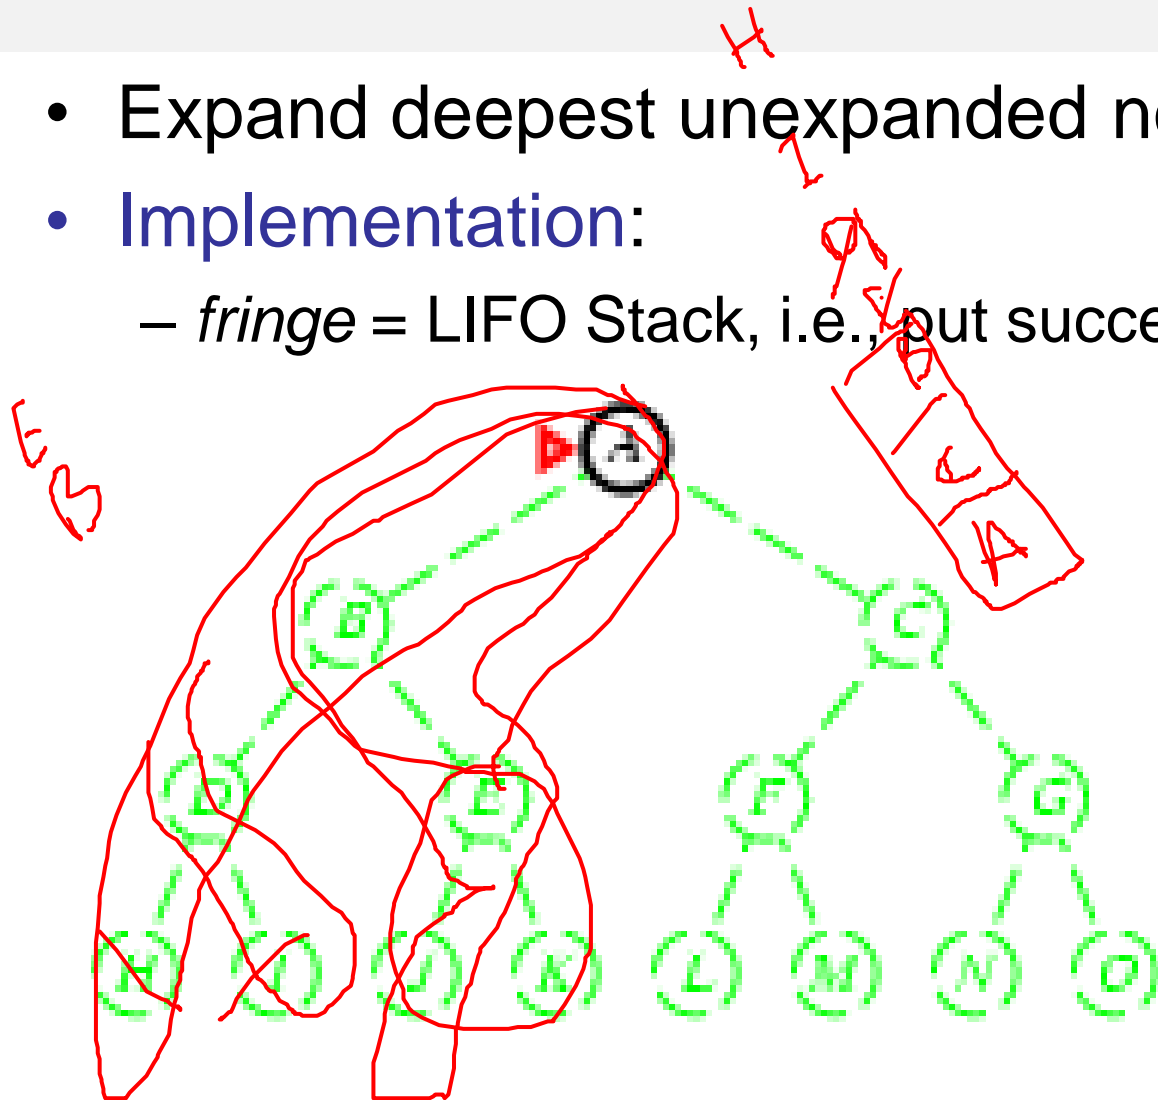 H
• Expand deepest unexpanded n
I
• Implementation:
– fringe = LIFO Stack, i.e., put succe
A
E
B
C
A
B C
D E F G
H I J K L M N O